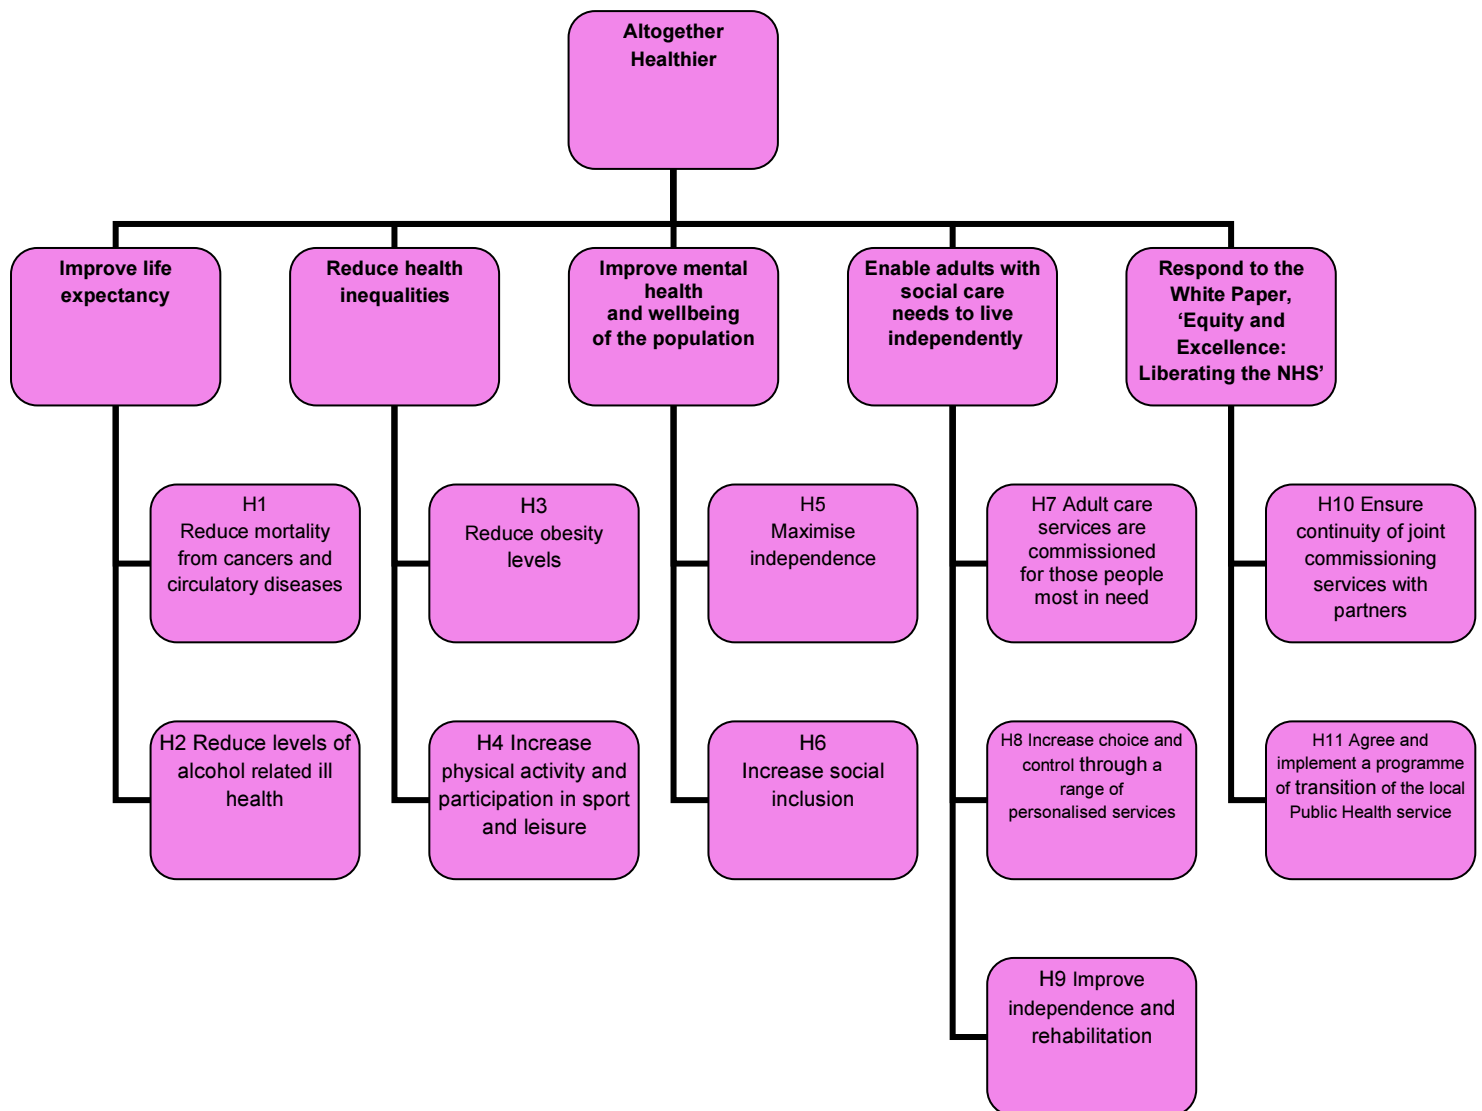 Altogether
Healthier
Improve life
expectancy
Reduce health
inequalities
Improve mental
health
and wellbeing
of the population
Enable adults with
social care
needs to live
independently
Respond to the
White Paper,
‘Equity and
Excellence:
Liberating the NHS’
H1
Reduce mortality
from cancers and
circulatory diseases
H3
Reduce obesity
levels
H5
Maximise
independence
H7 Adult care
services are
commissioned
for those people
most in need
H10 Ensure
continuity of joint
commissioning
services with
partners
H2 Reduce levels of
alcohol related ill
health
H4 Increase
physical activity and
participation in sport
and leisure
H6
Increase social
inclusion
H8 Increase choice and
control through a
range of
personalised services
H11 Agree and
implement a programme
of transition of the local
Public Health service
H9 Improve
independence and
rehabilitation